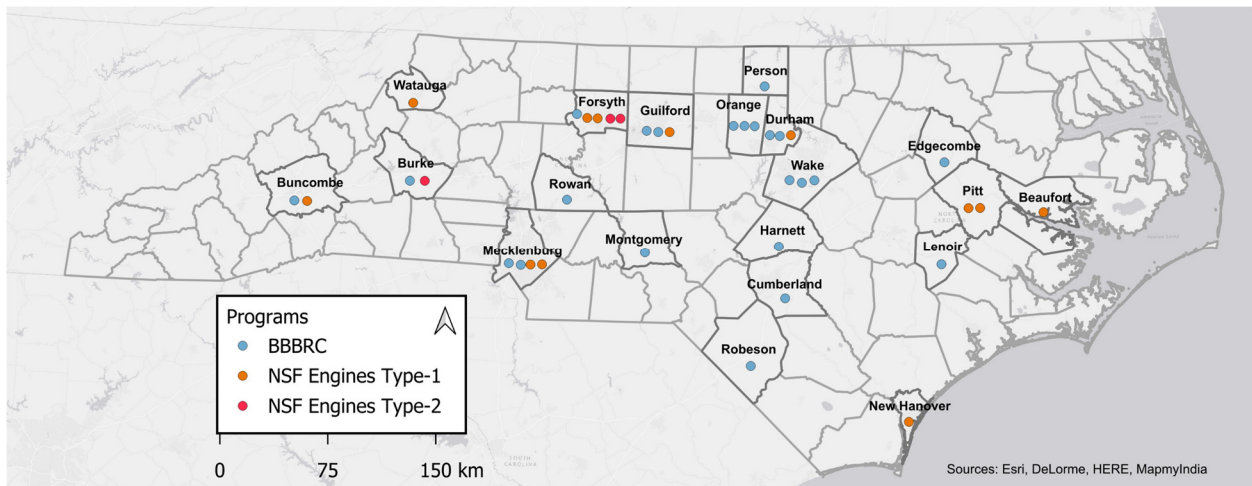 Person
Watauga
Forsyth
Guilford
Orange
Durham
Edgecombe
Burke
Wake
Buncombe
Rowan
Pitt
Beaufort
Harnett
Montgomery
Mecklenburg
Lenoir
Cumberland
Robeson
New Hanover
Programs
BBBRC
NSF Engines Type-1
NSF Engines Type-2
0 75 150 km
SOUTH
CAROLINA
Sources: Esri, DeLorme, HERE, MapmyIndia